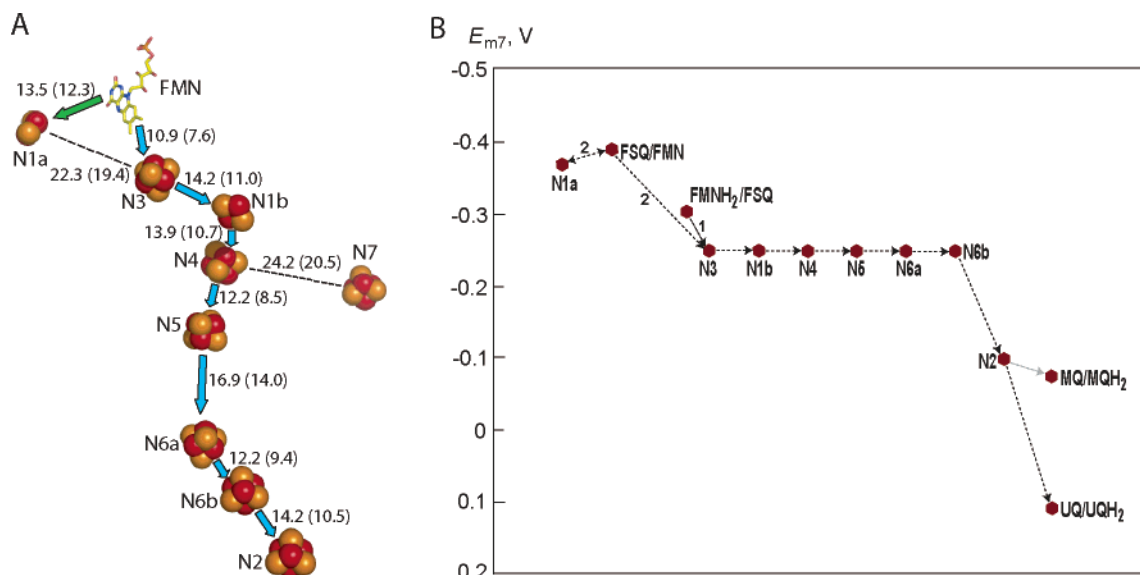 A
FMN
13.5 (12.3)
N1a
10.9 (7.6)
22.3 (19.4)
N3
14.2 (11.0)
N1b
13.9 (10.7)
N4
24.2 (20.5)
N7
12.2 (8.5)
N5
16.9 (14.0)
N6a
12.2 (9.4)
N6b
14.2 (10.5)
N2
B
Em7, V
-0.5
-0.4
-0.3
-0.2
-0.1
0
0.1
0.2
2
FSQ/FMN
N1a
2
FMNH2/FSQ
1
N3 N1b N4 N5 N6a N6b
N2
MQ/MQH2
UQ/UQH2